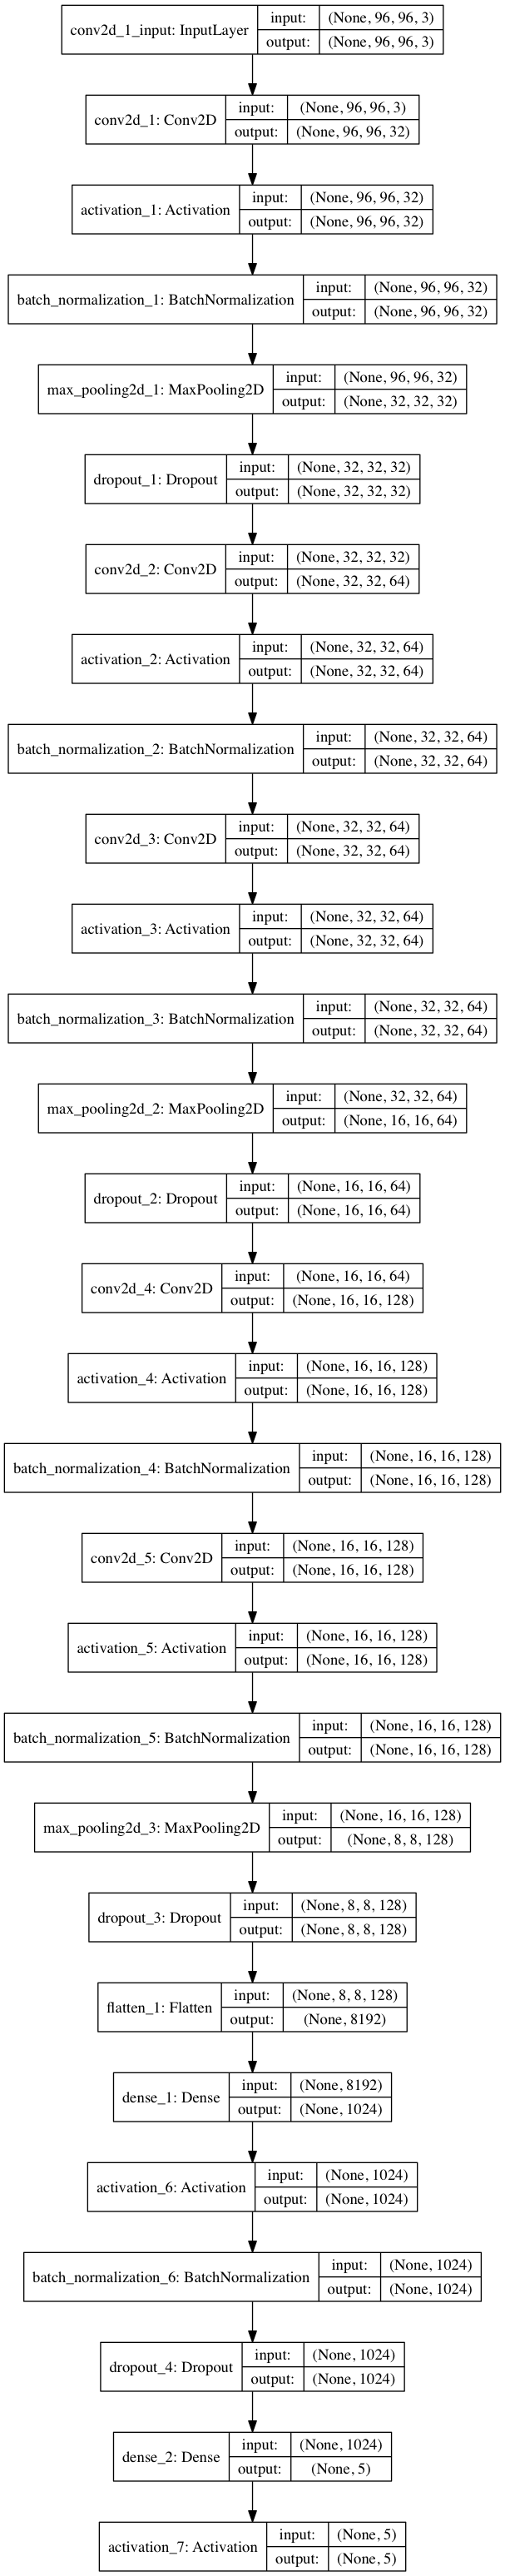 conv2d_1_input: InputLayer
input: (None, 96, 96, 3)
output: (None, 96, 96, 3)
conv2d_1: Conv2D
input: (None, 96, 96, 3)
output: (None, 96, 96, 32)
activation_1: Activation
input: (None, 96, 96, 32)
output: (None, 96, 96, 32)
batch_normalization_1: BatchNormalization
input: (None, 96, 96, 32)
output: (None, 96, 96, 32)
max_pooling2d_1: MaxPooling2D
input: (None, 96, 96, 32)
output: (None, 32, 32, 32)
dropout_1: Dropout
input: (None, 32, 32, 32)
output: (None, 32, 32, 32)
conv2d_2: Conv2D
input: (None, 32, 32, 32)
output: (None, 32, 32, 64)
activation_2: Activation
input: (None, 32, 32, 64)
output: (None, 32, 32, 64)
batch_normalization_2: BatchNormalization
input: (None, 32, 32, 64)
output: (None, 32, 32, 64)
conv2d_3: Conv2D
input: (None, 32, 32, 64)
output: (None, 32, 32, 64)
activation_3: Activation
input: (None, 32, 32, 64)
output: (None, 32, 32, 64)
batch_normalization_3: BatchNormalization
input: (None, 32, 32, 64)
output: (None, 32, 32, 64)
max_pooling2d_2: MaxPooling2D
input: (None, 32, 32, 64)
output: (None, 16, 16, 64)
dropout_2: Dropout
input: (None, 16, 16, 64)
output: (None, 16, 16, 64)
conv2d_4: Conv2D
input: (None, 16, 16, 64)
output: (None, 16, 16, 128)
activation_4: Activation
input: (None, 16, 16, 128)
output: (None, 16, 16, 128)
batch_normalization_4: BatchNormalization
input: (None, 16, 16, 128)
output: (None, 16, 16, 128)
conv2d_5: Conv2D
input: (None, 16, 16, 128)
output: (None, 16, 16, 128)
activation_5: Activation
input: (None, 16, 16, 128)
output: (None, 16, 16, 128)
batch_normalization_5: BatchNormalization
input: (None, 16, 16, 128)
output: (None, 16, 16, 128)
max_pooling2d_3: MaxPooling2D
input: (None, 16, 16, 128)
output: (None, 8, 8, 128)
dropout_3: Dropout
input: (None, 8, 8, 128)
output: (None, 8, 8, 128)
flatten_1: Flatten
input: (None, 8, 8, 128)
output: (None, 8192)
dense_1: Dense
input: (None, 8192)
output: (None, 1024)
activation_6: Activation
input: (None, 1024)
output: (None, 1024)
batch_normalization_6: BatchNormalization
input: (None, 1024)
output: (None, 1024)
dropout_4: Dropout
input: (None, 1024)
output: (None, 1024)
dense_2: Dense
input: (None, 1024)
output: (None, 5)
activation_7: Activation
input: (None, 5)
output: (None, 5)